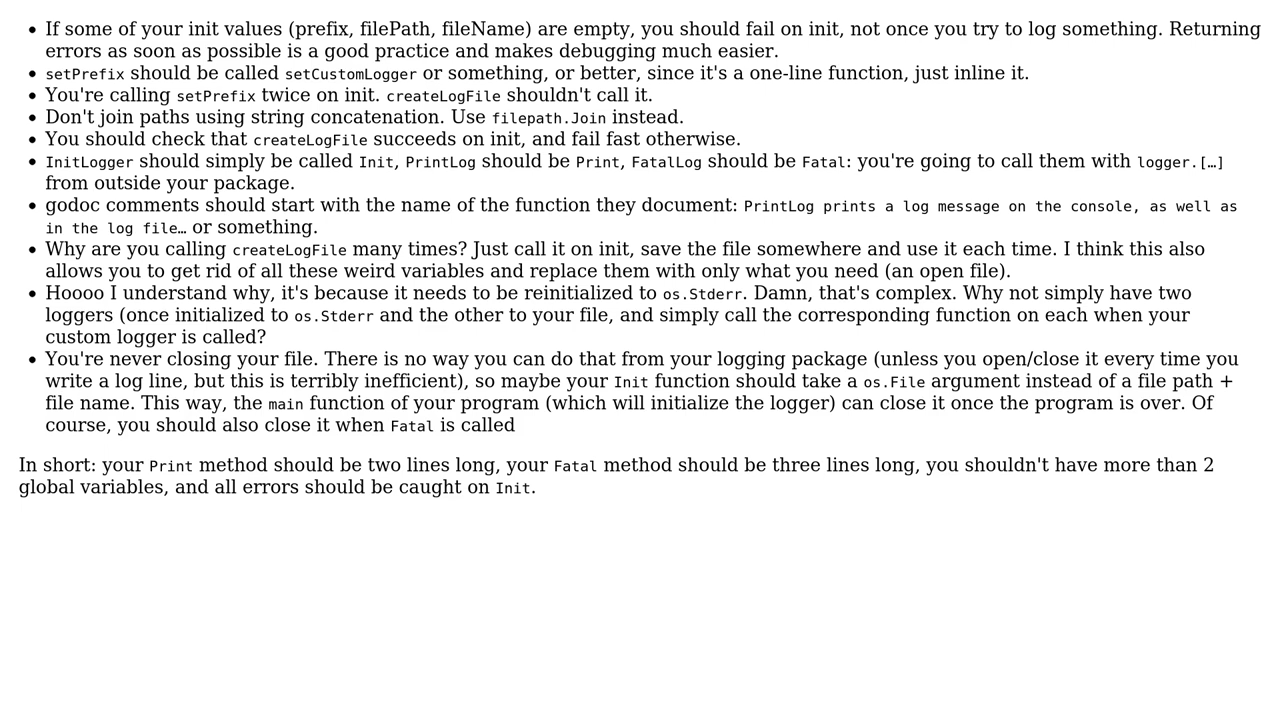 If some of your init values (prefix, filePath, fileName) are empty, you should fail on init, not once you try to log something. Returning
errors as soon as possible is a good practice and makes debugging much easier.
setPrefix should be called setCustomLogger or something, or better, since it's a one-line function, just inline it.
You're calling setPrefix twice on init. createLogFile shouldn't call it.
Don't join paths using string concatenation. Use filepath.Join instead.
You should check that createLogFile succeeds on init, and fail fast otherwise.
InitLogger should simply be called Init, PrintLog should be Print, FatalLog should be Fatal: you're going to call them with logger.[…]
from outside your package.
godoc comments should start with the name of the function they document: PrintLog prints a log message on the console, as well as
in the log file… or something.
Why are you calling createLogFile many times? Just call it on init, save the file somewhere and use it each time. I think this also
allows you to get rid of all these weird variables and replace them with only what you need (an open file).
Hoooo I understand why, it's because it needs to be reinitialized to os.Stderr. Damn, that's complex. Why not simply have two
loggers (once initialized to os.Stderr and the other to your file, and simply call the corresponding function on each when your
custom logger is called?
You're never closing your file. There is no way you can do that from your logging package (unless you open/close it every time you
write a log line, but this is terribly inefficient), so maybe your Init function should take a os.File argument instead of a file path +
file name. This way, the main function of your program (which will initialize the logger) can close it once the program is over. Of
course, you should also close it when Fatal is called
In short: your Print method should be two lines long, your Fatal method should be three lines long, you shouldn't have more than 2
global variables, and all errors should be caught on Init.